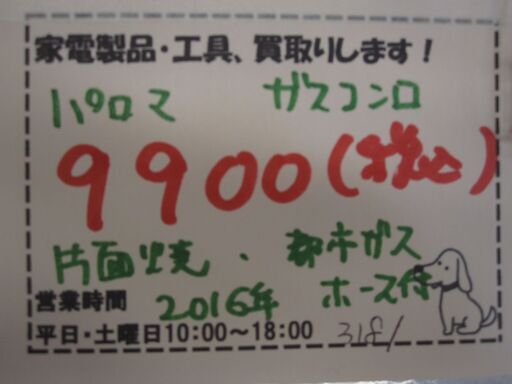 家電製品・工具、買取りします!
パロマ ガスコンロ
9900(税込)
片面焼・都市ガス
ホース付
営業時間 2016年
平日・土曜日10:00～18:00 3181